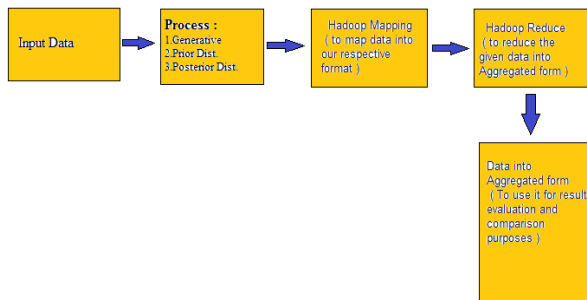 Input Data
Process :
1.Generative
2.Prior Dist.
3.Posterior Dist.
Hadoop Mapping
( to map data into
our respective
format )
Hadoop Reduce
( to reduce the
given data into
Aggregated form )
Data into
Aggregated form
( To use it for result
evaluation and
comparison
purposes )